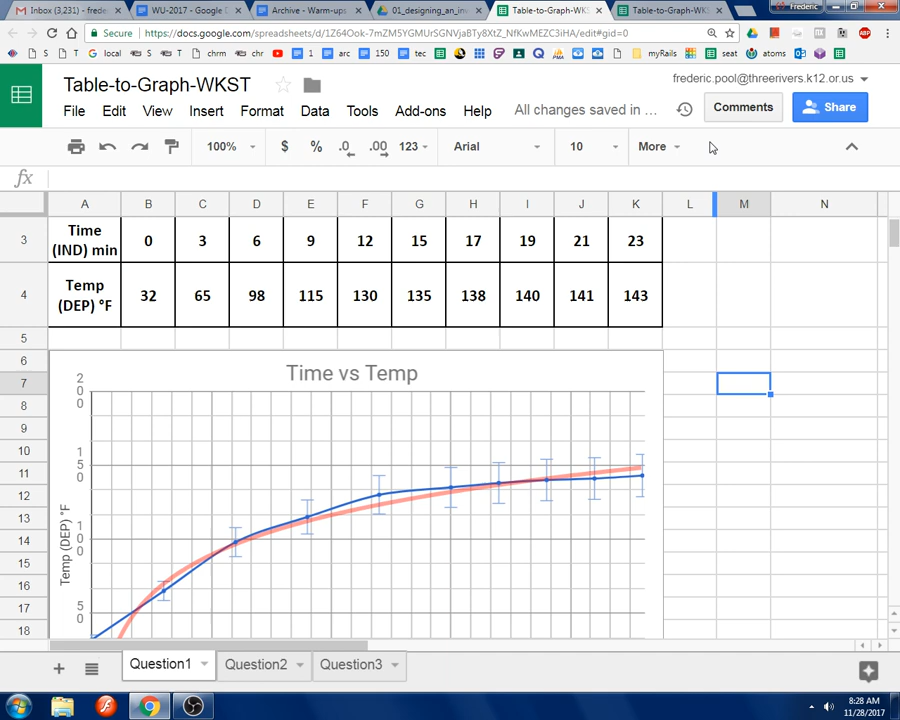 Inbox (3,231) - frederic
WU-2017 - Google D
Archive - Warm-ups
01_designing_an_in
Table-to-Graph-WKS
Table-to-Graph-WKS
Frederic
Secure
https://docs.google.com/spreadsheets/d/1Z64Ook-7mZM5YGMUrSGNVjaBTy8XtZ_NfKwMEZC3iHA/edit#gid=0
S T G local S T chrm chr 1 arc 150 tec Q myRails seat atoms
Table-to-Graph-WKST
frederic.pool@threerivers.k12.or.us
File Edit View Insert Format Data Tools Add-ons Help All changes saved in ...
Comments
Share
100% $ % .0 .00 123 Arial 10 More
fx
A B C D E F G H I J K L M N
3 Time (IND) min 0 3 6 9 12 15 17 19 21 23
4 Temp (DEP) °F 32 65 98 115 130 135 138 140 141 143
5
6
7
8
9
10
11
12
13
14
15
16
17
18
Time vs Temp
200
150
100
50
Temp (DEP) °F
Question1 Question2 Question3
8:28 AM
11/28/2017